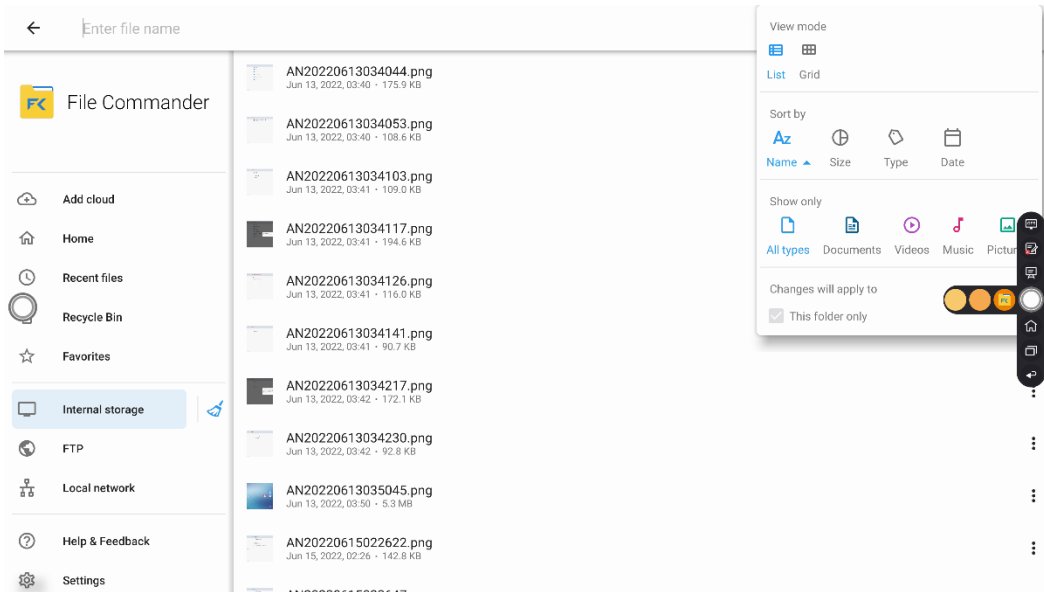 Enter file name
FC
File Commander
Add cloud
Home
Recent files
Recycle Bin
Favorites
Internal storage
FTP
Local network
Help & Feedback
Settings
AN20220613034044.png
Jun 13, 2022, 03:40 • 175.9 KB
AN20220613034053.png
Jun 13, 2022, 03:40 • 108.6 KB
AN20220613034103.png
Jun 13, 2022, 03:41 • 109.0 KB
AN20220613034117.png
Jun 13, 2022, 03:41 • 194.6 KB
AN20220613034126.png
Jun 13, 2022, 03:41 • 116.0 KB
AN20220613034141.png
Jun 13, 2022, 03:41 • 90.7 KB
AN20220613034217.png
Jun 13, 2022, 03:42 • 172.1 KB
AN20220613034230.png
Jun 13, 2022, 03:42 • 92.8 KB
AN20220613035045.png
Jun 13, 2022, 03:50 • 5.3 MB
AN20220615022622.png
Jun 15, 2022, 02:26 • 142.8 KB
View mode
List Grid
Sort by
Az
Name Size Type Date
Show only
All types Documents Videos Music Pictur
Changes will apply to
This folder only